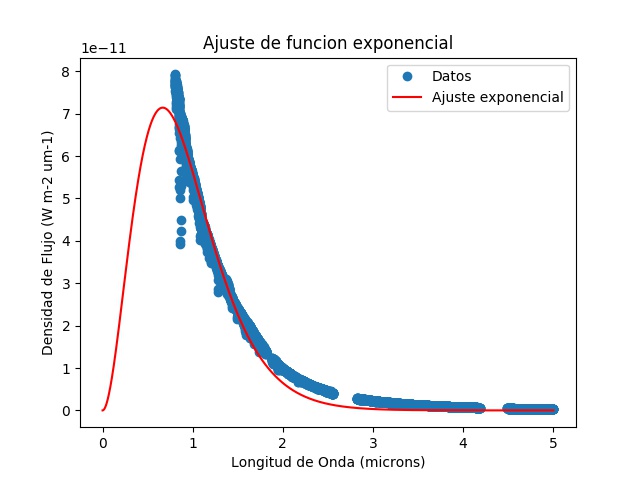 Ajuste de funcion exponencial
1e−11
Datos
Ajuste exponencial
8
7
6
5
4
3
2
1
0
Densidad de Flujo (W m-2 um-1)
0 1 2 3 4 5
Longitud de Onda (microns)